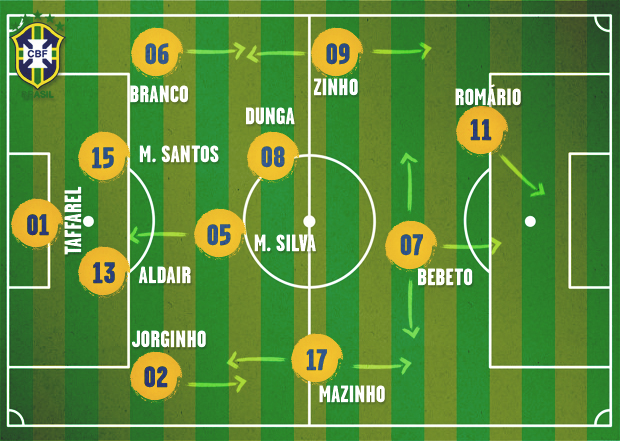 CBF
BRASIL
06
BRANCO
09
ZINHO
ROMÁRIO
11
DUNGA
08
15
M. SANTOS
01
TAFFAREL
05
M. SILVA
07
BEBETO
13
ALDAIR
JORGINHO
02
17
MAZINHO